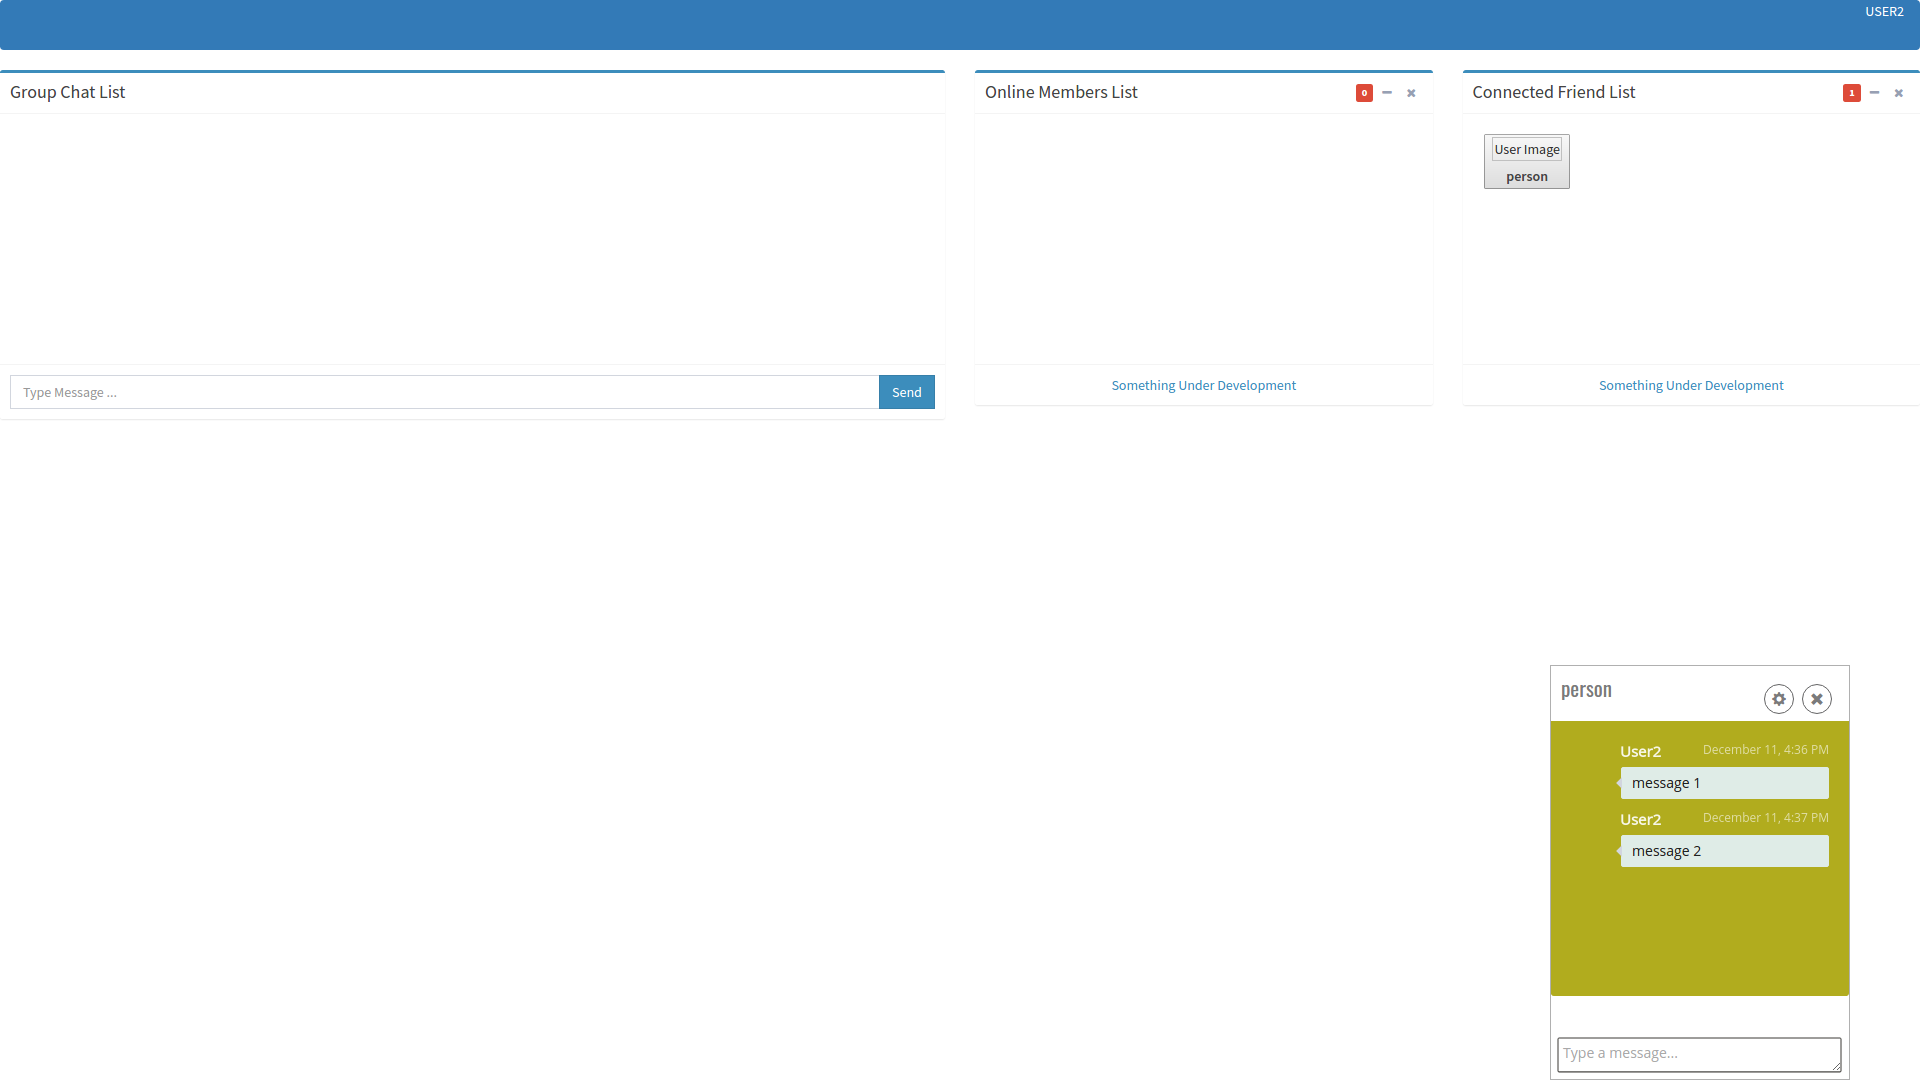 USER2
Group Chat List
Type Message ...
Send
Online Members List
0
Something Under Development
Connected Friend List
1
User Image
person
Something Under Development
person
User2 December 11, 4:36 PM
message 1
User2 December 11, 4:37 PM
message 2
Type a message...